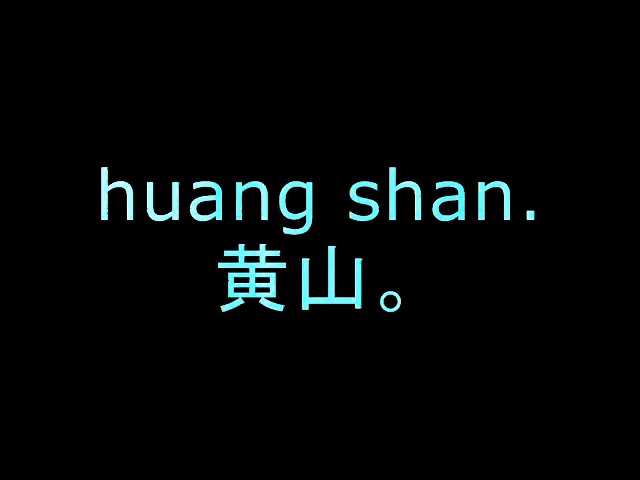 huang shan.
黄山。